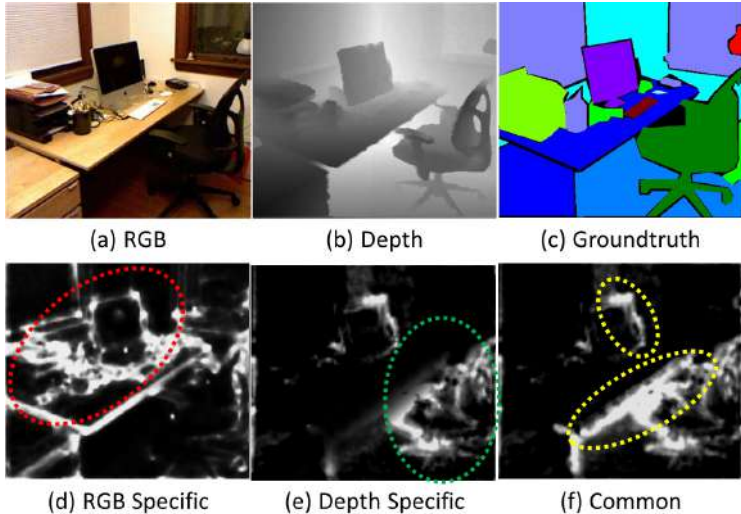 (a) RGB
(b) Depth
(c) Groundtruth
(d) RGB Specific
(e) Depth Specific
(f) Common